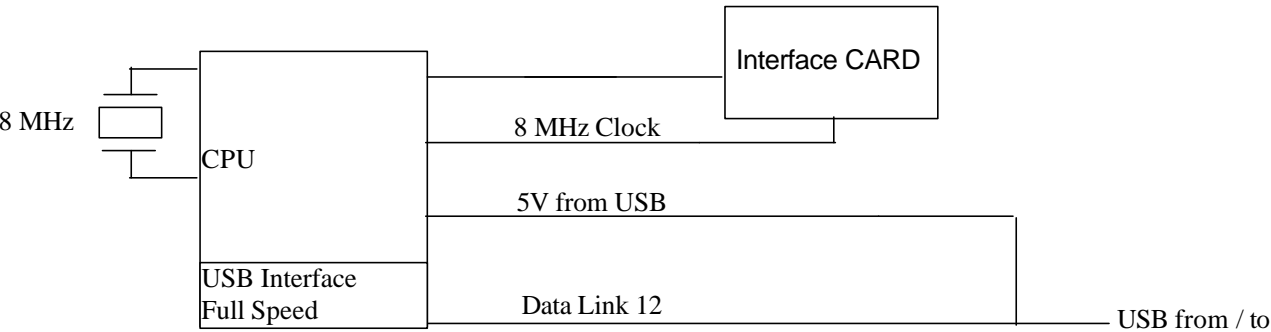 Interface CARD
8 MHz
8 MHz Clock
CPU
5V from USB
USB Interface
Full Speed
Data Link 12
USB from / to